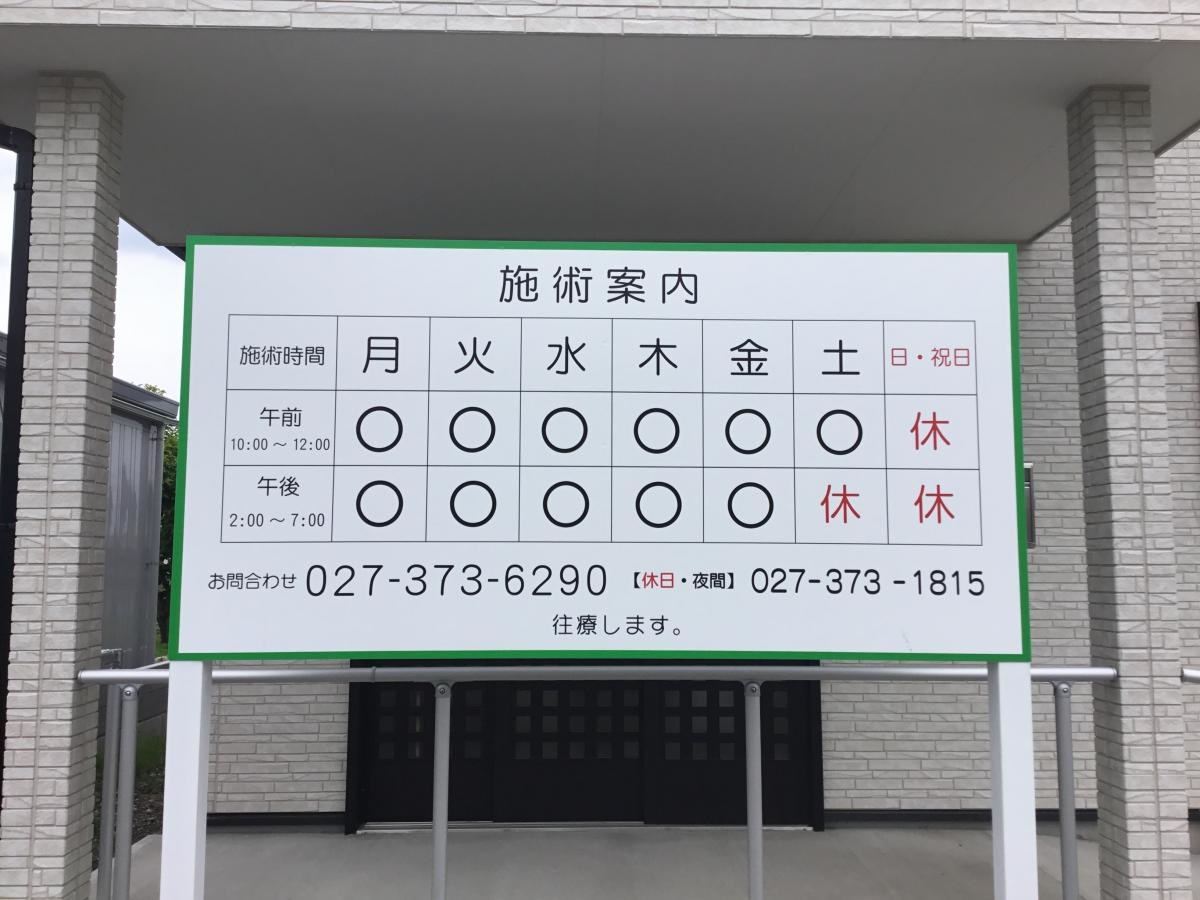 施術案内
施術時間 月 火 水 木 金 土 日・祝日
午前 10:00～12:00 〇 〇 〇 〇 〇 〇 休
午後 2:00～7:00 〇 〇 〇 〇 〇 休 休
お問合わせ 027-373-6290 【休日・夜間】 027-373-1815
往療します。